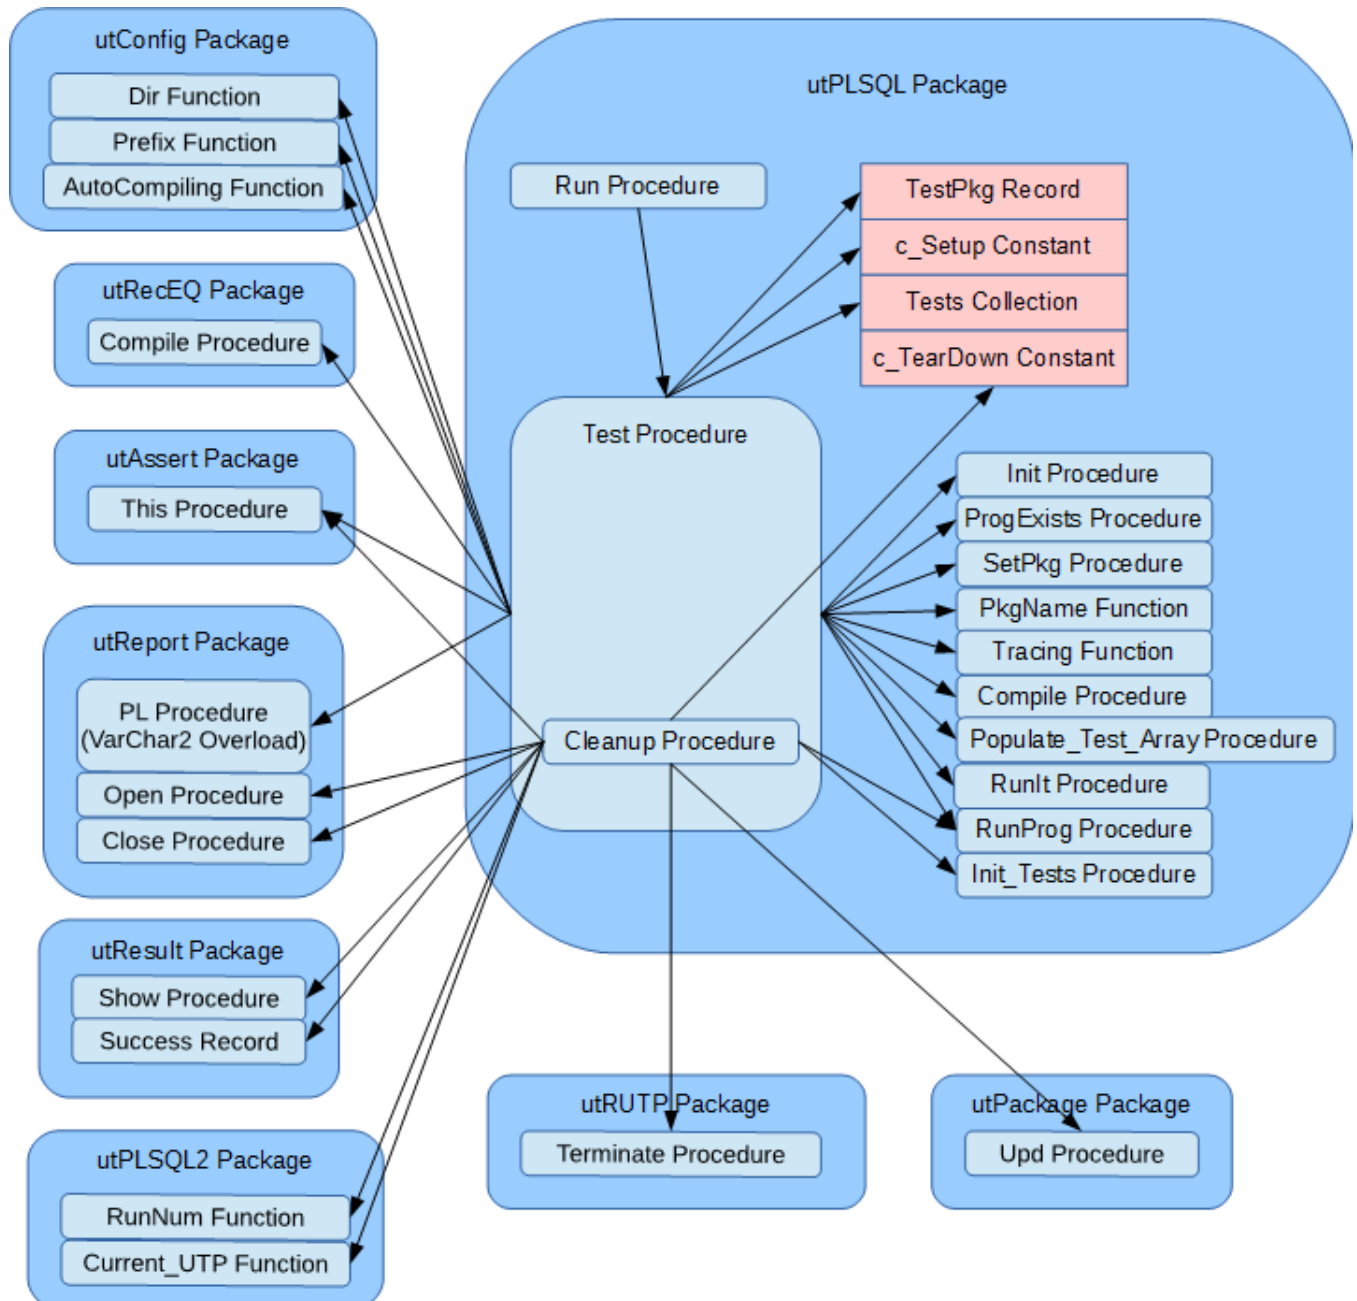 utConfig Package
Dir Function
Prefix Function
AutoCompiling Function
utRecEQ Package
Compile Procedure
utAssert Package
This Procedure
utReport Package
PL Procedure
(VarChar2 Overload)
Open Procedure
Close Procedure
utResult Package
Show Procedure
Success Record
utPLSQL2 Package
RunNum Function
Current_UTP Function
utPLSQL Package
Run Procedure
TestPkg Record
c_Setup Constant
Tests Collection
c_TearDown Constant
Test Procedure
Cleanup Procedure
Init Procedure
ProgExists Procedure
SetPkg Procedure
PkgName Function
Tracing Function
Compile Procedure
Populate_Test_Array Procedure
RunIt Procedure
RunProg Procedure
Init_Tests Procedure
utRUTP Package
Terminate Procedure
utPackage Package
Upd Procedure